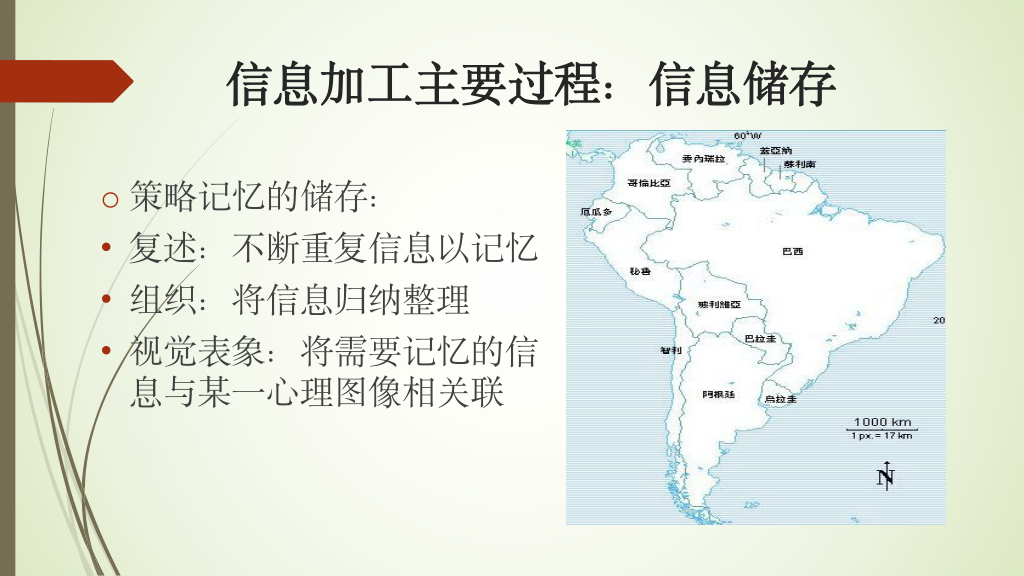 信息加工主要过程：信息储存
策略记忆的储存：
复述：不断重复信息以记忆
组织：将信息归纳整理
视觉表象：将需要记忆的信
息与某一心理图像相关联
60°W
蓋亞納
委內瑞拉
蘇利南
哥倫比亞
厄瓜多
巴西
秘魯
玻利維亞
20
巴拉圭
智利
阿根廷
烏拉圭
1000 km
1 px.= 17 km
N